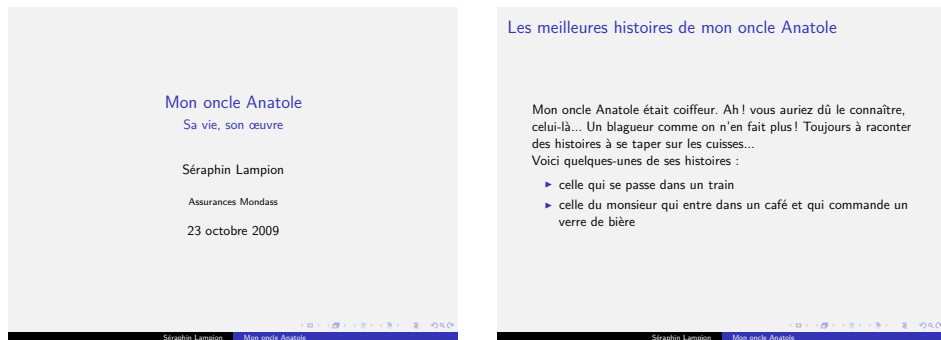 Mon oncle Anatole
Sa vie, son œuvre
Séraphin Lampion
Assurances Mondass
23 octobre 2009
Séraphin Lampion Mon oncle Anatole
Les meilleures histoires de mon oncle Anatole
Mon oncle Anatole était coiffeur. Ah ! vous auriez dû le connaître,
celui-là... Un blagueur comme on n'en fait plus ! Toujours à raconter
des histoires à se taper sur les cuisses...
Voici quelques-unes de ses histoires :
celle qui se passe dans un train
celle du monsieur qui entre dans un café et qui commande un
verre de bière
Séraphin Lampion Mon oncle Anatole